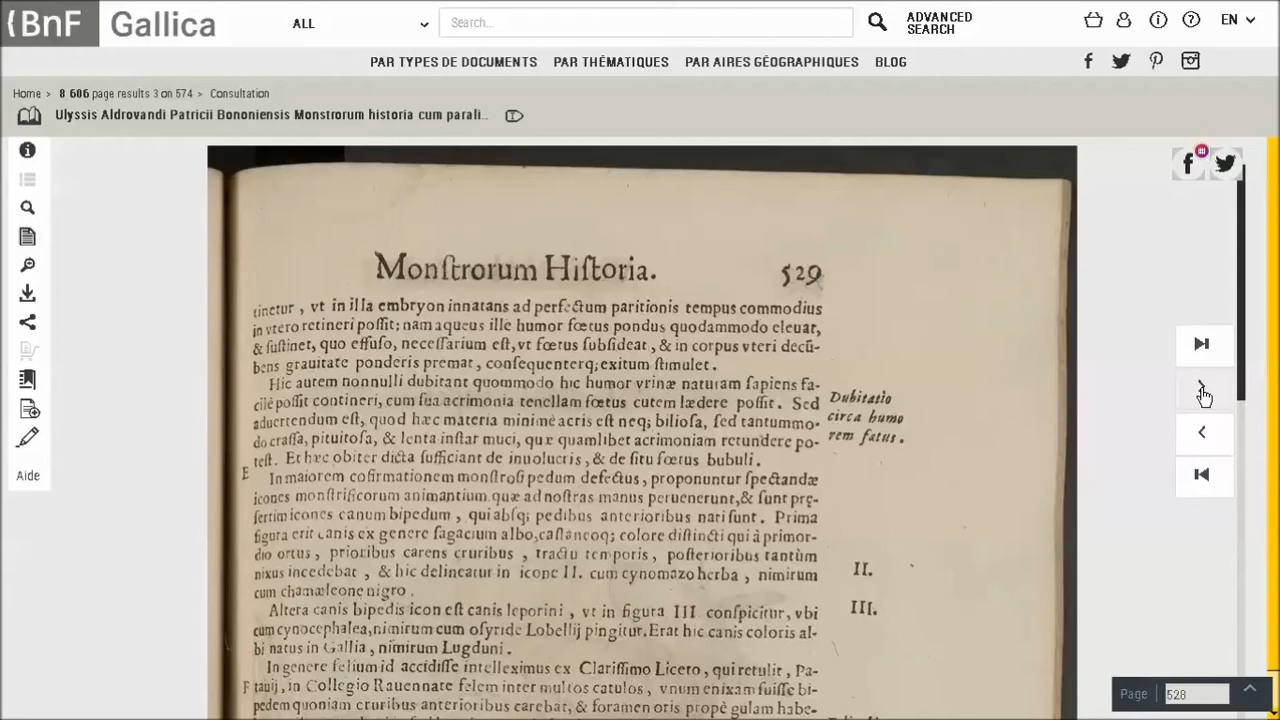 {BnF Gallica
ALL
Search...
ADVANCED
SEARCH
EN
PAR TYPES DE DOCUMENTS
PAR THÉMATIQUES
PAR AIRES GÉOGRAPHIQUES
BLOG
Home > 8 606 page results 3 on 574 > Consultation
Ulyssis Aldrovandi Patricii Bononiensis Monstrorum historia cum parali..
Monſtrorum Hiſtoria. 529
tinetur, vt in illa embryon innatans ad perfectum paritionis tempus commodius
in vtero retineri poſſit; nam aqueus ille humor fœtus pondus quodammodo eleuat,
& ſuſtinet, quo effuſo, neceſſarium eſt, vt fœtus ſubſideat, & in corpus vteri decũ-
bens grauitate ponderis premat, conſequenterq; exitum ſtimulet.
Hic autem nonnulli dubitant quommodo hic humor vrinæ naturam ſapiens fa-
cilè poſſit contineri, cum ſua acrimonia tenellam fœtus cutem lædere poſſit. Sed
aduertendum eſt, quod hæc materia minimè acris eſt neq; bilioſa, ſed tantummo-
do craſſa, pituitoſa, & lenta inſtar muci, quæ quamlibet acrimoniam retundere po-
teſt. Et hæc obiter dicta ſufficiant de inuolucris, & de ſitu fœtus bubuli.
Dubitatio
circa humo
rem fætus.
E
In maiorem cõfirmationem monſtroſi pedum defectus, proponuntur ſpectandæ
icones monſtrificorum animantium quæ ad noſtras manus peruenerunt, & ſunt pręſ-
ſertim icones canum bipedum, qui abſq; pedibus anterioribus nati ſunt. Prima
figura erit canis ex genere ſagacium albo, caſtaneoq; colore diſtincti qui à primor-
dio ortus, prioribus carens cruribus, tractu temporis, poſterioribus tantùm
nixus incedebat, & hic delineatur in icone II. cum cynomazo herba, nimirum
cum chamæleone nigro.
II.
Altera canis bipedis icon eſt canis leporini, vt in figura III conſpicitur, vbi
cum cynocephalea, nimirum cum oſyride Lobellij pingitur. Erat hic canis coloris al-
bi natus in Gallia, nimirum Lugduni.
III.
In genere felium id accidiſſe intelleximus ex Clariſſimo Liceto, qui retulit, Pa-
F
tauij, in Collegio Rauennate felem inter multos catulos, vnum enixam fuiſſe bi-
pedem quoniam cruribus anterioribus carebat, & foramen oris propè gulam habe-
Aide
Page 528